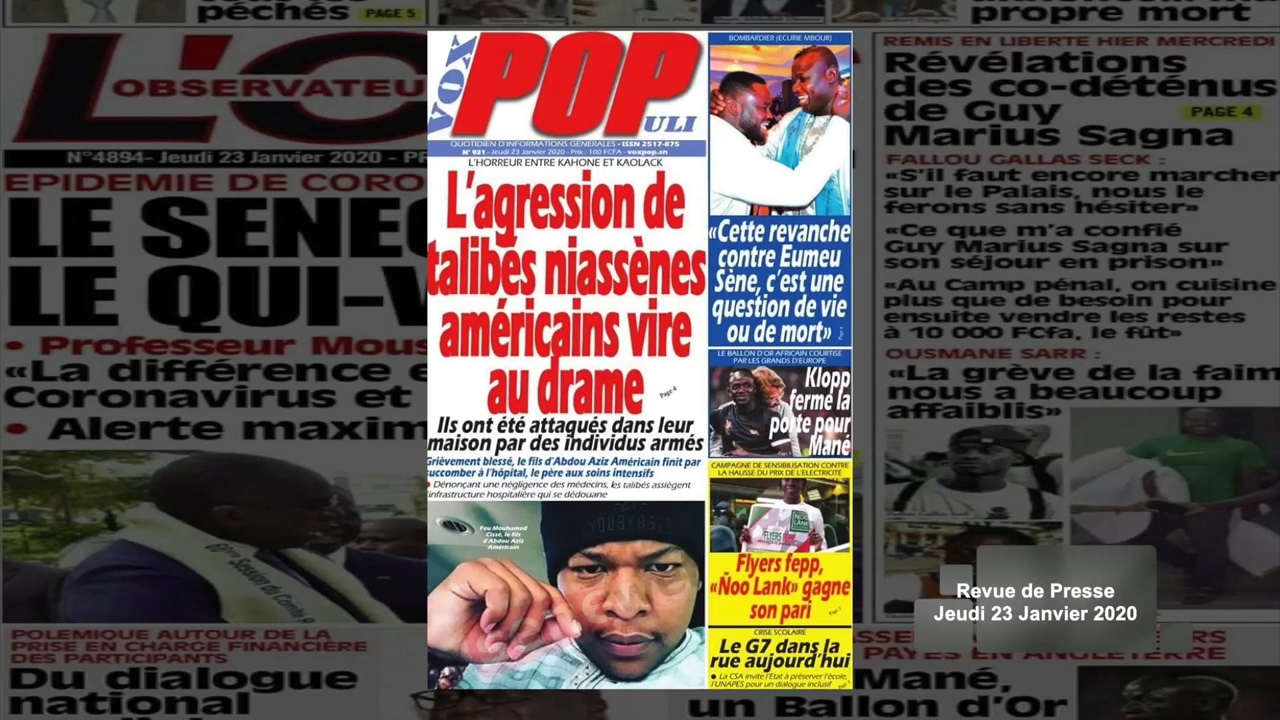 péchés PAGE 5
propre mort
L'O
OBSERVATEU
N°4894- Jeudi 23 Janvier 2020 - PR
EPIDEMIE DE CORO
LE SENEG
LE QUI-V
• Professeur Mous
«La différence e
Coronavirus et
• Alerte maxim
POLEMIQUE AUTOUR DE LA
PRISE EN CHARGE FINANCIÈRE
DES PARTICIPANTS
Du dialogue
national
VOX
POP
ULI
QUOTIDIEN D'INFORMATIONS GENERALES - ISSN 2517-875
N° 921 - Jeudi 23 Janvier 2020 - Prix : 100 FCFA - voxpop.sn
L'HORREUR ENTRE KAHONE ET KAOLACK
L'agression de
talibés niassènes
américains vire
au drame
Page 4
Ils ont été attaqués dans leur
maison par des individus armés
Grièvement blessé, le fils d'Abdou Aziz Américain finit par
succomber à l'hôpital, le père aux soins intensifs
● Dénonçant une négligence des médecins, les talibés assiègent
l'infrastructure hospitalière qui se dédouane
Feu Mouhamed
Cissé, le fils
d'Abdou Aziz
Américain
BOMBARDIER (ECURIE MBOUR)
«Cette revanche
contre Eumeu
Sène, c'est une
question de vie
ou de mort»
LE BALLON D'OR AFRICAIN COURTISE
PAR LES GRANDS D'EUROPE
Klopp
ferme la
porte pour
Mané
CAMPAGNE DE SENSIBILISATION CONTRE
LA HAUSSE DU PRIX DE L'ELECTRICITE
ÑOO
LANK
Flyers fepp,
«Ñoo Lank» gagne
son pari
CRISE SCOLAIRE
Le G7 dans la
rue aujourd'hui
● La CSA invite l'Etat à préserver l'école,
l'UNAPES pour un dialogue inclusif
REMIS EN LIBERTE HIER MERCREDI
Révélations
des co-détenus
de Guy
PAGE 4
Marius Sagna
FALLOU GALLAS SECK :
«S'il faut encore marcher
sur le Palais, nous le
ferons sans hésiter»
«Ce que m'a confié
Guy Marius Sagna sur
son séjour en prison»
«Au Camp pénal, on cuisine
plus que de besoin pour
ensuite vendre les restes
à 10 000 FCfa, le fût»
OUSMANE SARR :
«La grève de la faim
nous a beaucoup
affaiblis»
Revue de Presse
Jeudi 23 Janvier 2020
PAYES EN ANGLETERRE
Mané,
un Ballon d'Or